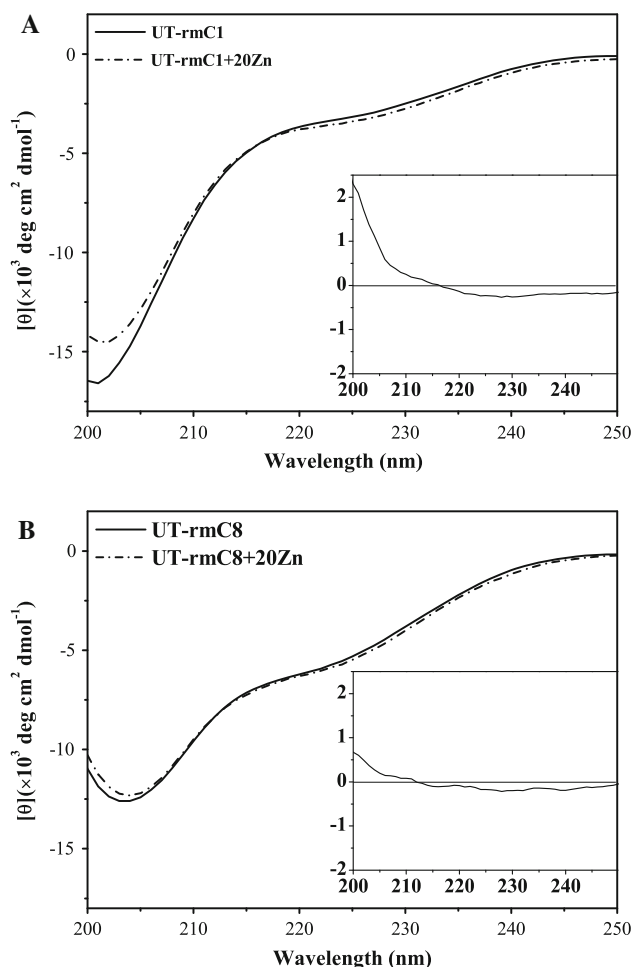 A
UT-rmC1
UT-rmC1+20Zn
0
-5
-10
-15
[θ](×10³ deg cm² dmol⁻¹)
2
1
0
-1
-2
200 210 220 230 240
200 210 220 230 240 250
Wavelength (nm)
B
UT-rmC8
UT-rmC8+20Zn
0
-5
-10
-15
[θ](×10³ deg cm² dmol⁻¹)
2
1
0
-1
-2
200 210 220 230 240
200 210 220 230 240 250
Wavelength (nm)